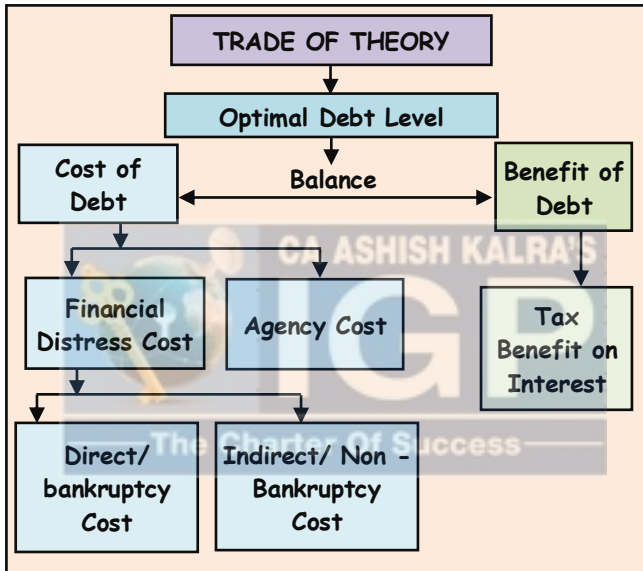 TRADE OF THEORY
Optimal Debt Level
Cost of
Debt
Balance
Benefit of
Debt
CA ASHISH KALRA'S
IGP
Financial
Distress Cost
Agency Cost
Tax
Benefit on
Interest
The Charter Of Success
Direct/
bankruptcy
Cost
Indirect/ Non -
Bankruptcy
Cost